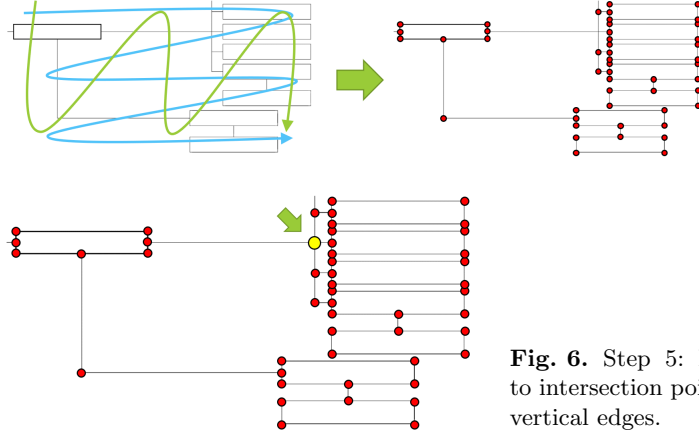 Fig. 6. Step 5:
to intersection poi
vertical edges.